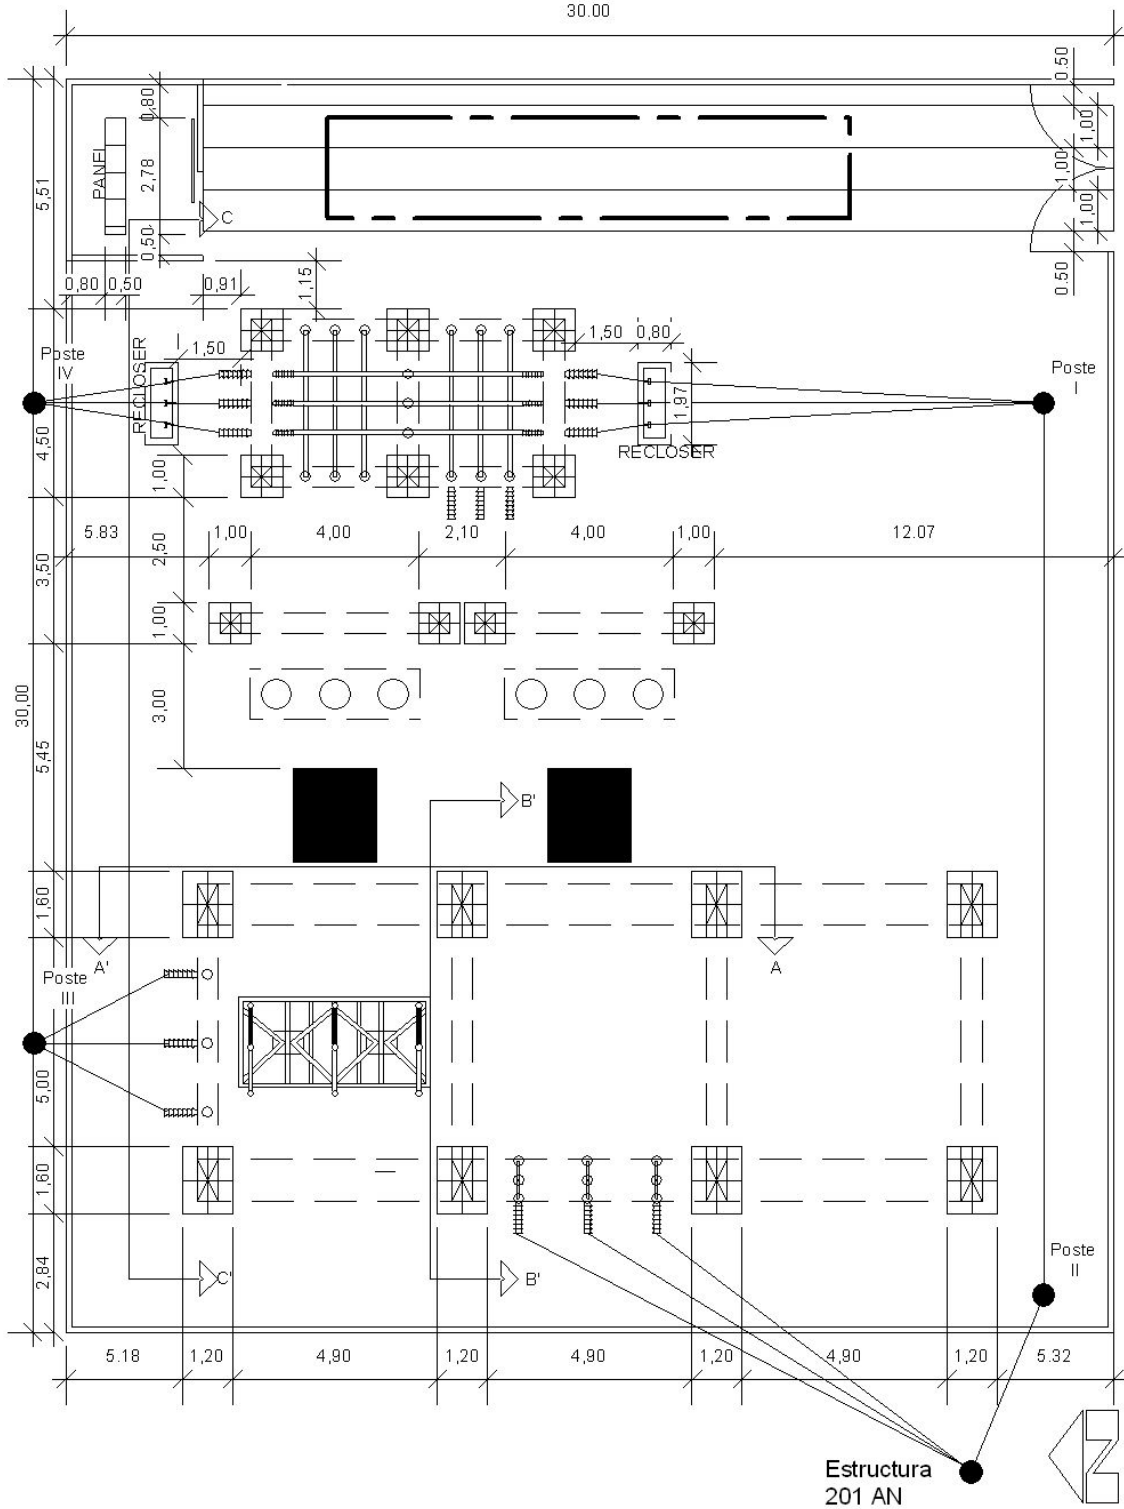 30.00
0.50
0,80
1,00
PANEL
2,78
1,00
5,51
1,00
C
0,50
0.50
0,80
0,50
0,91
1,15
1,50
0,80
RECLOSER
1,50
Poste
IV
Poste
I
1,97
4,50
RECLOSER
1,00
5.83
1,00
4,00
2,10
4,00
1,00
12.07
2,50
3,50
1,00
30,00
3,00
5,45
B'
1,60
A'
A
Poste
III
5,00
1,60
Poste
II
2,84
C'
B'
5.18
1,20
4,90
1,20
4,90
1,20
4,90
1,20
5.32
Estructura
201 AN
N